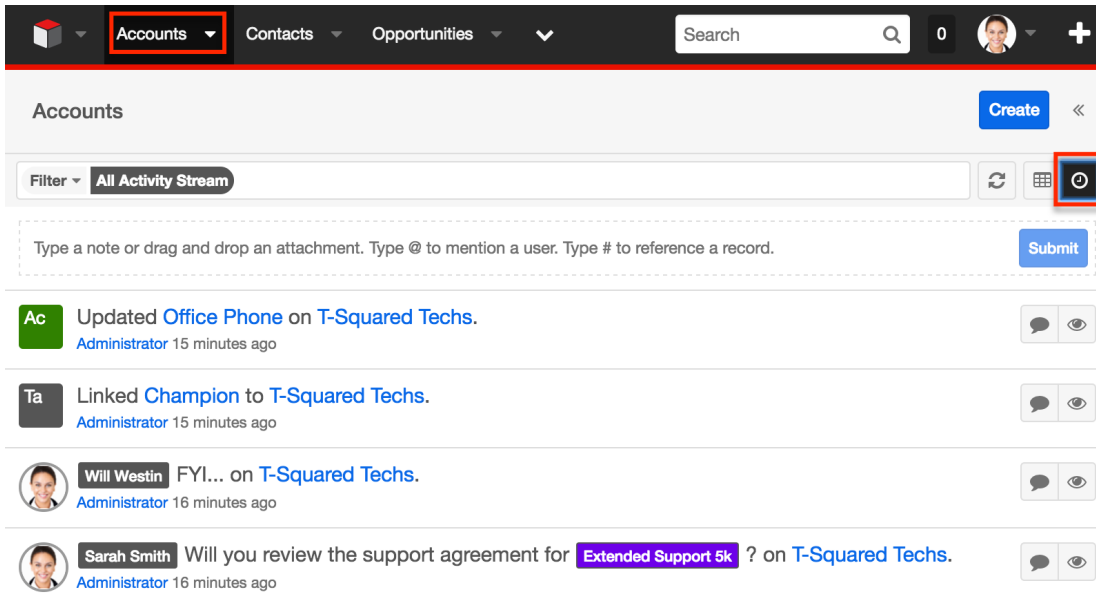 Accounts Contacts Opportunities Search 0
Accounts Create
Filter All Activity Stream
Type a note or drag and drop an attachment. Type @ to mention a user. Type # to reference a record. Submit
Ac Updated Office Phone on T-Squared Techs.
Administrator 15 minutes ago
Ta Linked Champion to T-Squared Techs.
Administrator 15 minutes ago
Will Westin FYI... on T-Squared Techs.
Administrator 16 minutes ago
Sarah Smith Will you review the support agreement for Extended Support 5k ? on T-Squared Techs.
Administrator 16 minutes ago